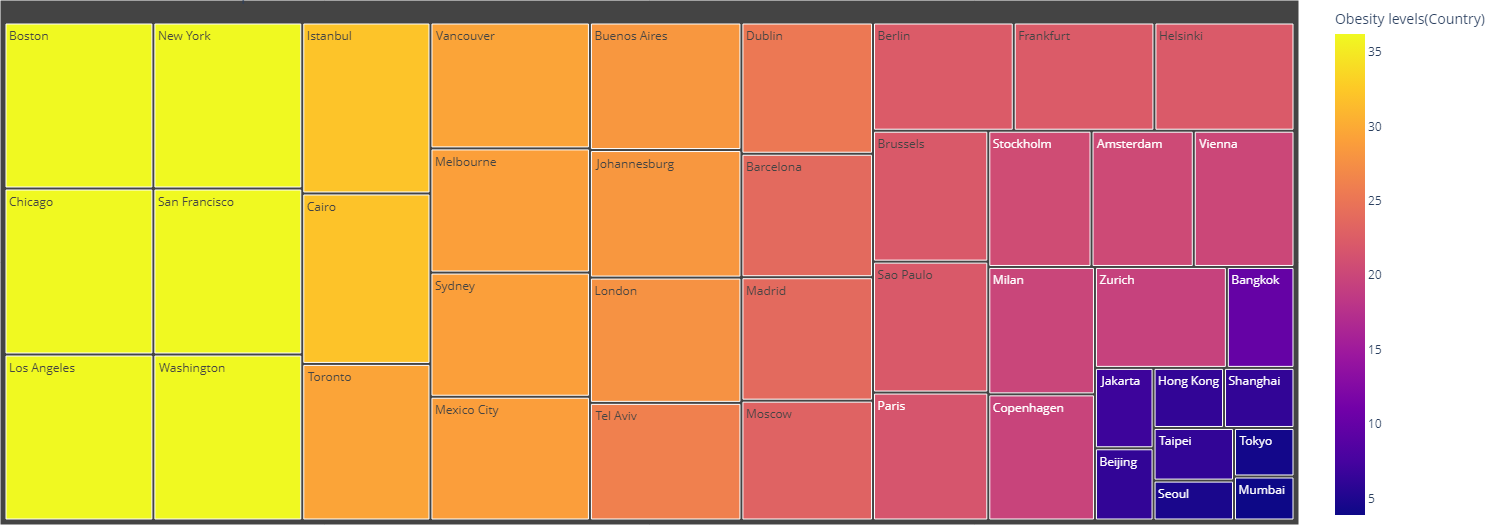 Obesity levels(Country)
Boston
New York
Istanbul
Vancouver
Buenos Aires
Dublin
Berlin
Frankfurt
Helsinki
35
30
25
20
15
10
5
Chicago
San Francisco
Cairo
Melbourne
Johannesburg
Barcelona
Brussels
Stockholm
Amsterdam
Vienna
Los Angeles
Washington
Toronto
Sydney
London
Madrid
Sao Paulo
Milan
Zurich
Bangkok
Mexico City
Tel Aviv
Moscow
Paris
Copenhagen
Jakarta
Hong Kong
Shanghai
Beijing
Taipei
Tokyo
Seoul
Mumbai